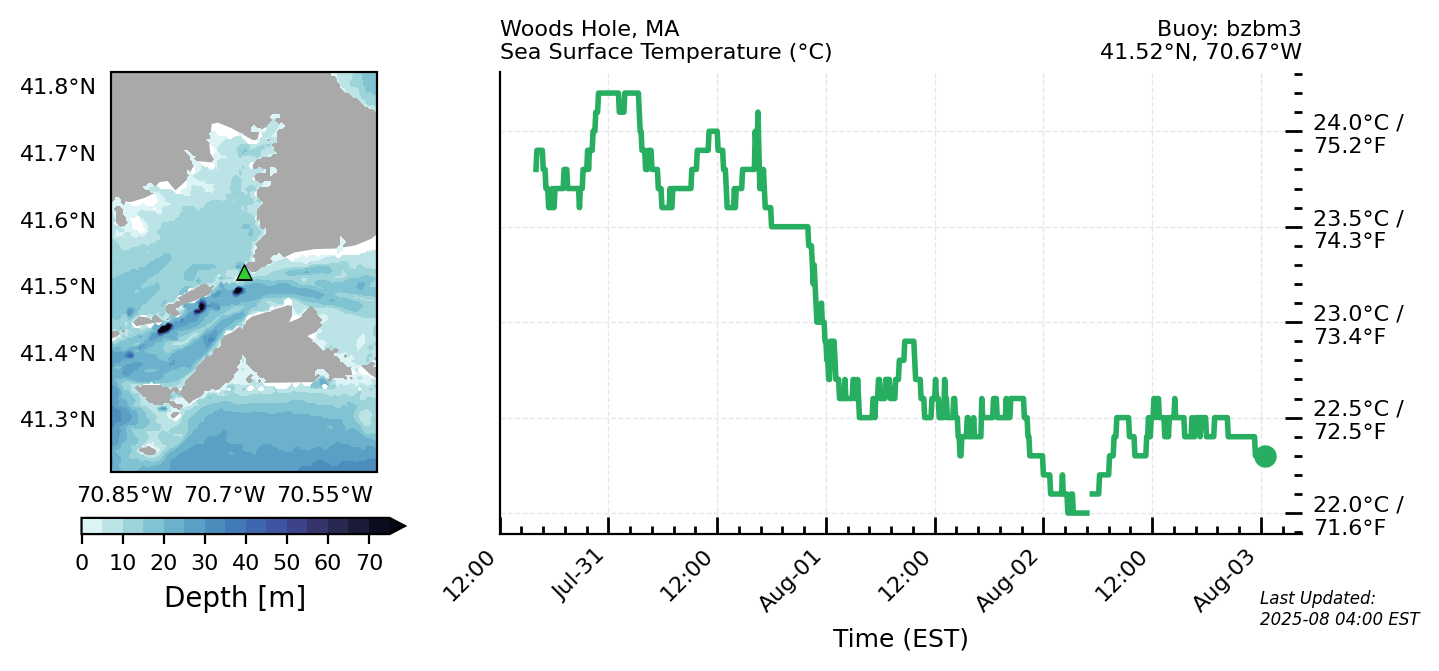 Woods Hole, MA
Sea Surface Temperature (°C)
Buoy: bzbm3
41.52°N, 70.67°W
41.8°N
41.7°N
41.6°N
41.5°N
41.4°N
41.3°N
70.85°W 70.7°W 70.55°W
0 10 20 30 40 50 60 70
Depth [m]
24.0°C /
75.2°F
23.5°C /
74.3°F
23.0°C /
73.4°F
22.5°C /
72.5°F
22.0°C /
71.6°F
12:00 Jul-31 12:00 Aug-01 12:00 Aug-02 12:00 Aug-03
Time (EST)
Last Updated:
2025-08 04:00 EST